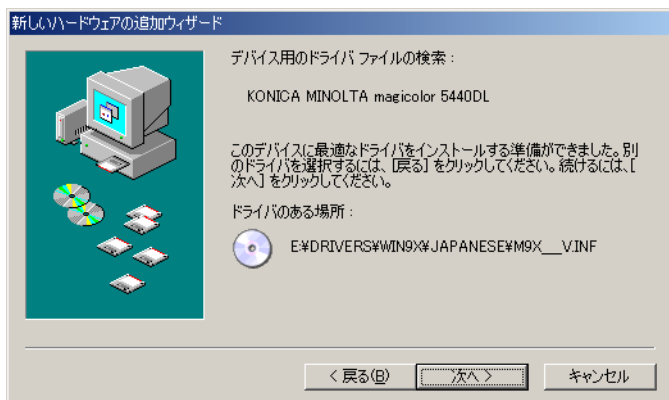 新しいハードウェアの追加ウィザード
デバイス用のドライバ ファイルの検索 :
KONICA MINOLTA magicolor 5440DL
このデバイスに最適なドライバをインストールする準備ができました。別
のドライバを選択するには、[戻る] をクリックしてください。続けるには、[
次へ] をクリックしてください。
ドライバのある場所 :
E:¥DRIVERS¥WIN9X¥JAPANESE¥M9X___V.INF
< 戻る(B)
次へ >
キャンセル